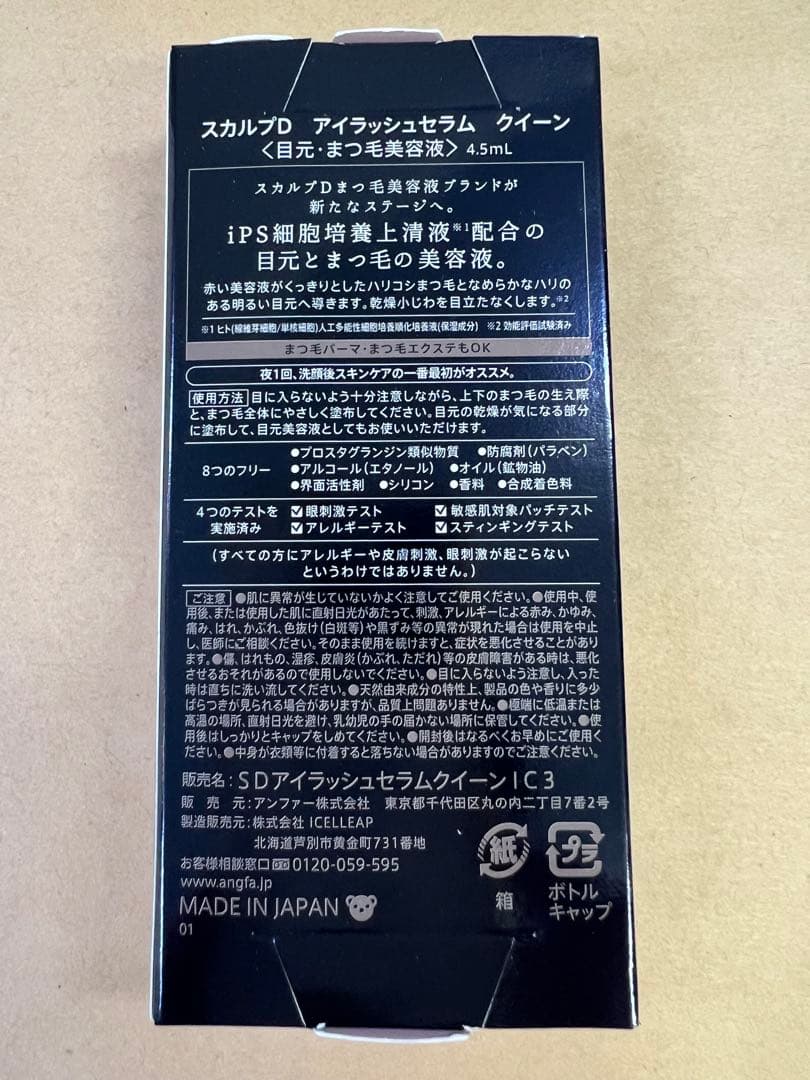 スカルプD アイラッシュセラム クイーン
〈目元・まつ毛美容液〉 4.5mL
スカルプDまつ毛美容液ブランドが
新たなステージへ。
iPS細胞培養上清液※1配合の
目元とまつ毛の美容液。
赤い美容液がくっきりとしたハリコシまつ毛となめらかなハリの
ある明るい目元へ導きます。乾燥小じわを目立たなくします。※2
※1 ヒト(線維芽細胞/単核細胞)人工多能性細胞培養順化培養液(保湿成分) ※2 効能評価試験済み
まつ毛パーマ・まつ毛エクステもOK
夜1回、洗顔後スキンケアの一番最初がオススメ。
使用方法 目に入らないよう十分注意しながら、上下のまつ毛の生え際
と、まつ毛全体にやさしく塗布してください。目元の乾燥が気になる部分
に塗布して、目元美容液としてもお使いいただけます。
8つのフリー ●プロスタグランジン類似物質 ●防腐剤(パラベン)
●アルコール(エタノール) ●オイル(鉱物油)
●界面活性剤 ●シリコン ●香料 ●合成着色料
4つのテストを実施済み ☑眼刺激テスト ☑敏感肌対象パッチテスト
☑アレルギーテスト ☑スティンギングテスト
(すべての方にアレルギーや皮膚刺激、眼刺激が起こらない
というわけではありません。)
ご注意 ●肌に異常が生じていないかよく注意してご使用ください。●使用中、使
用後、または使用した肌に直射日光があたって、刺激、アレルギーによる赤み、かゆみ、
痛み、はれ、かぶれ、色抜け(白斑等)や黒ずみ等の異常が現れた場合は使用を中止
し、医師にご相談ください。そのまま使用を続けますと、症状を悪化させることがあり
ます。●傷、はれもの、湿疹、皮膚炎(かぶれ、ただれ)等の皮膚障害がある時は、悪化
させるおそれがあるので使用しないでください。●目に入らないよう注意し、入った
時は直ちに洗い流してください。●天然由来成分の特性上、製品の色や香りに多少
ばらつきが見られる場合がありますが、品質上問題ありません。●極端に低温または
高温の場所、直射日光を避け、乳幼児の手の届かない場所に保管してください。●使
用後はしっかりとキャップをしめてください。●開封後はなるべくお早めにご使用く
ださい。●中身が衣類等に付着すると落ちない場合がありますのでご注意ください。
販売名：ＳＤアイラッシュセラムクイーンＩＣ３
販 売 元：アンファー株式会社 東京都千代田区丸の内二丁目7番2号
製造販売元：株式会社 ICELLEAP
北海道芦別市黄金町731番地
お客様相談窓口 0120-059-595
www.angfa.jp
MADE IN JAPAN
01
紙
箱
プラ
ボトル
キャップ